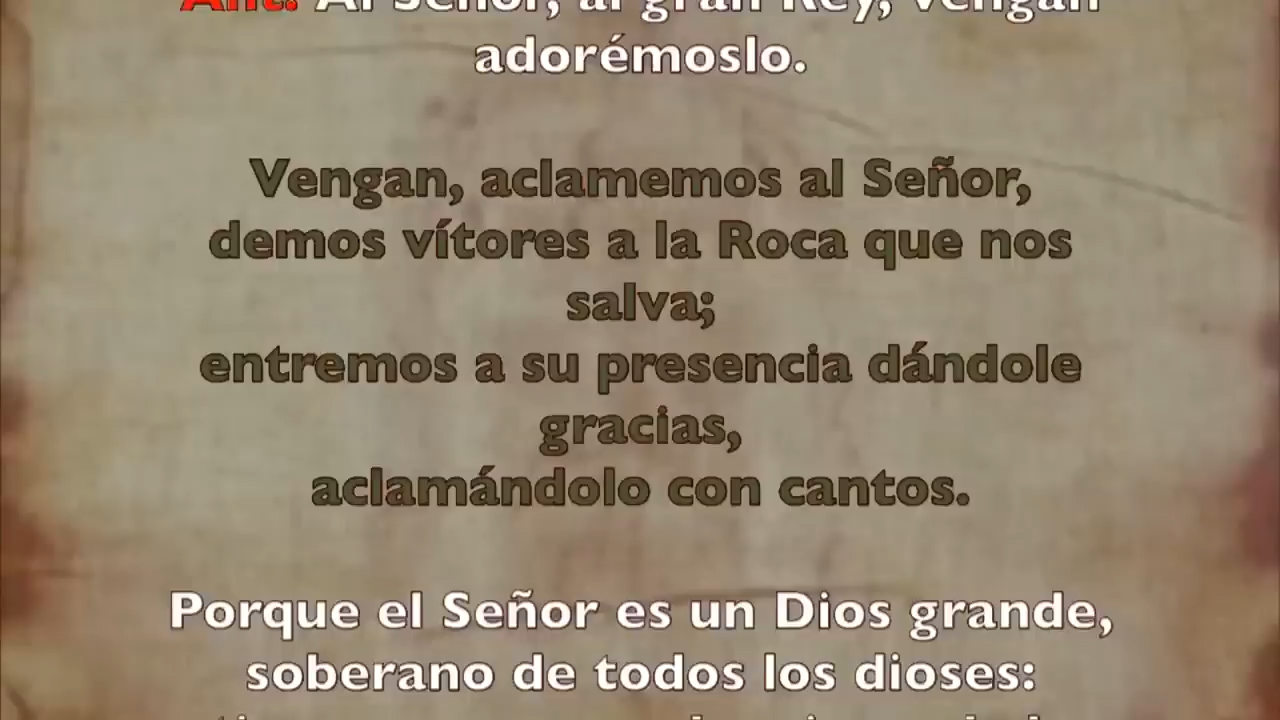 Ant: Al Señor, al gran Rey, vengan
adorémoslo.
Vengan, aclamemos al Señor,
demos vítores a la Roca que nos
salva;
entremos a su presencia dándole
gracias,
aclamándolo con cantos.
Porque el Señor es un Dios grande,
soberano de todos los dioses: